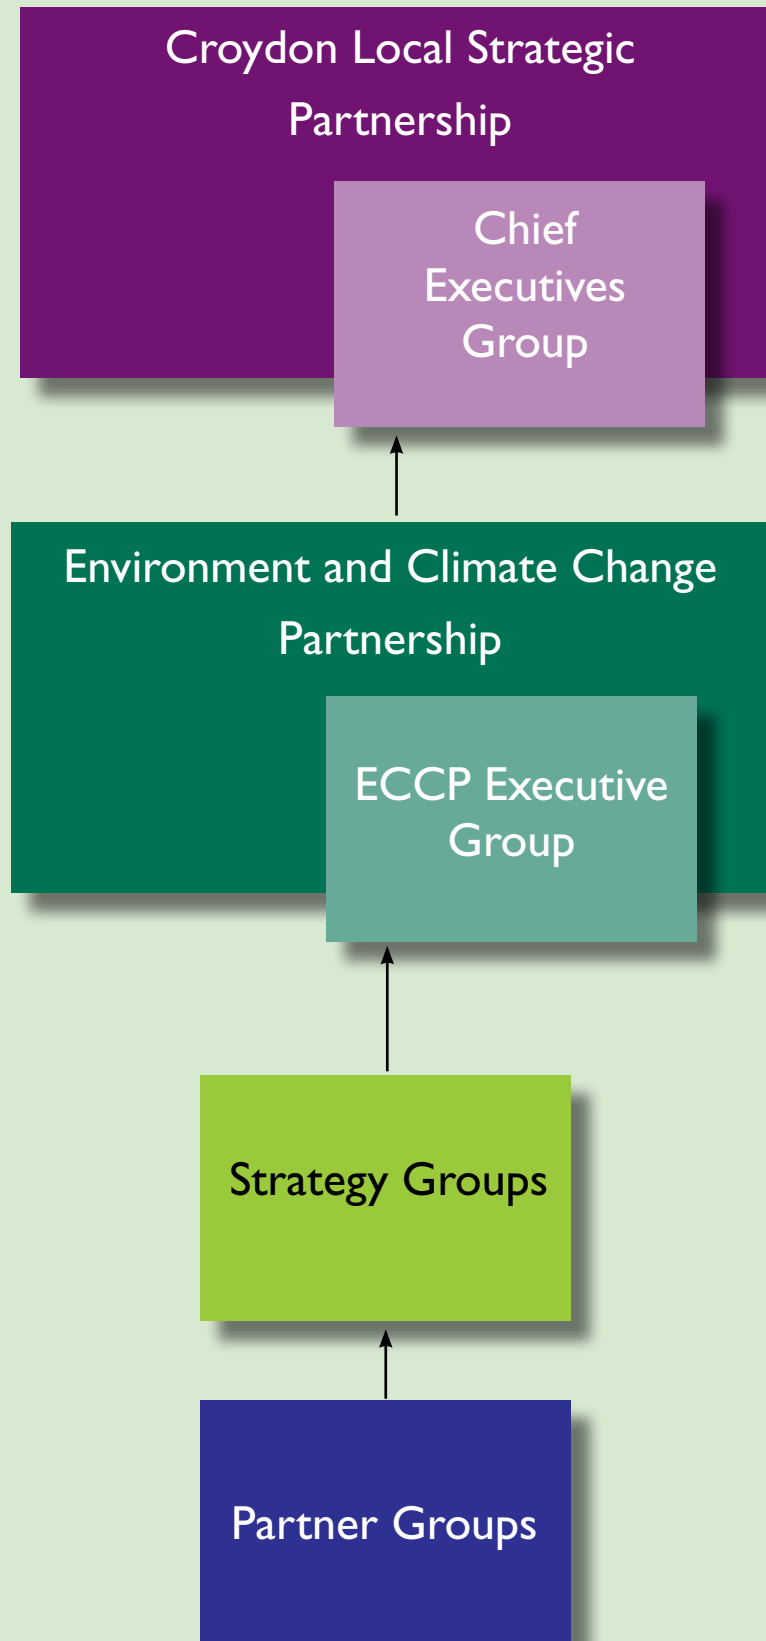 Croydon Local Strategic
Partnership
Chief
Executives
Group
Environment and Climate Change
Partnership
ECCP Executive
Group
Strategy Groups
Partner Groups